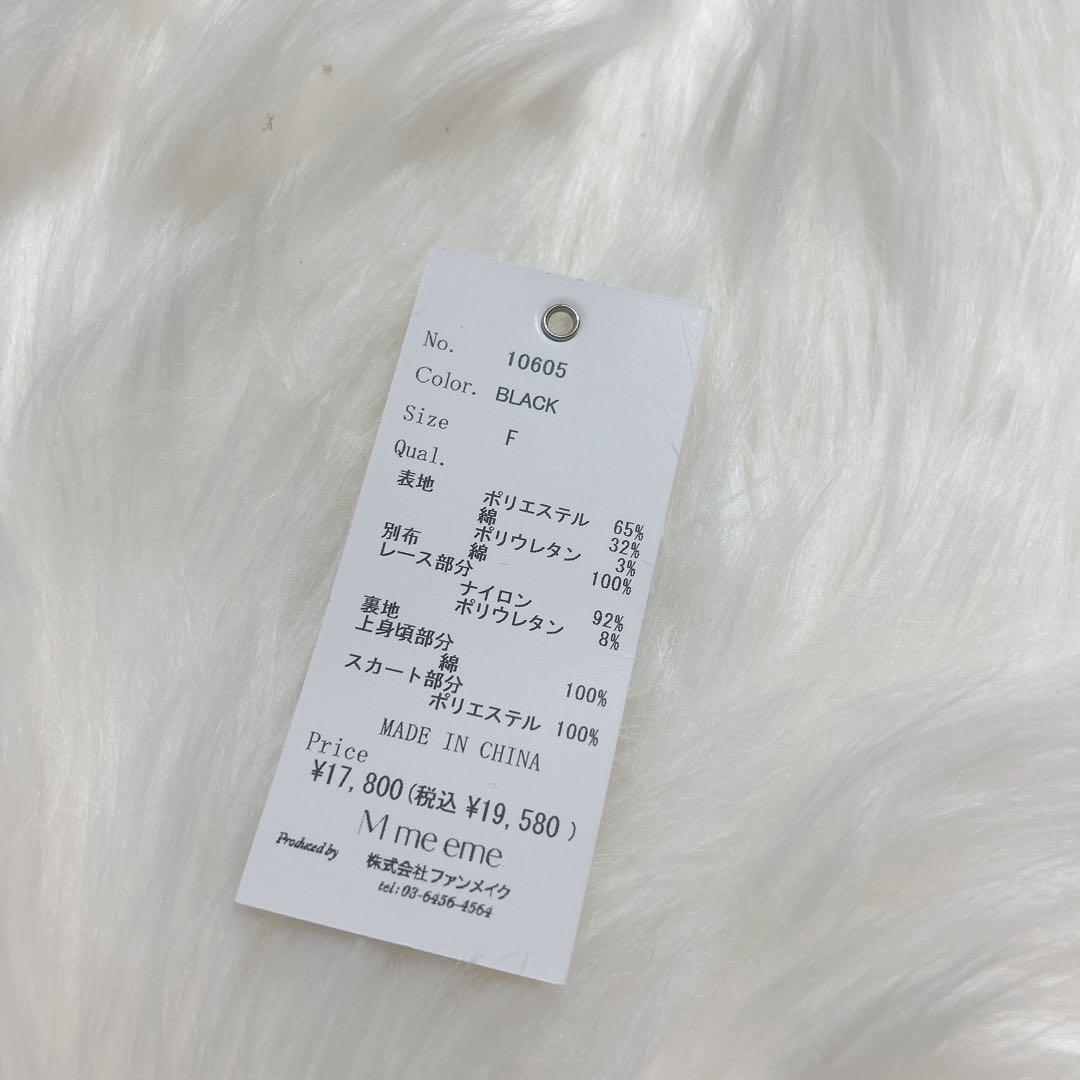 No. 10605
Color. BLACK
Size F
Qual.
表地
ポリエステル 65%
綿 32%
ポリウレタン 3%
別布 綿 100%
レース部分
ナイロン 92%
ポリウレタン 8%
裏地
上身頃部分
綿 100%
スカート部分
ポリエステル 100%
MADE IN CHINA
Price
¥17,800(税込 ¥19,580 )
M me eme
Produced by 株式会社ファンメイク
tel:03-6456-4564